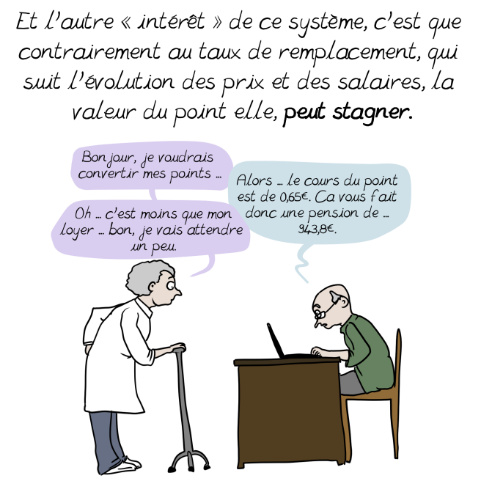 Et l'autre « intérêt » de ce système, c'est que
contrairement au taux de remplacement, qui
suit l'évolution des prix et des salaires, la
valeur du point elle, peut stagner.
Bonjour, je voudrais
convertir mes points ...
Alors ... le cours du point
est de 0,65€. Ca vous fait
donc une pension de ...
943,8€.
Oh ... c'est moins que mon
loyer ... bon, je vais attendre
un peu.